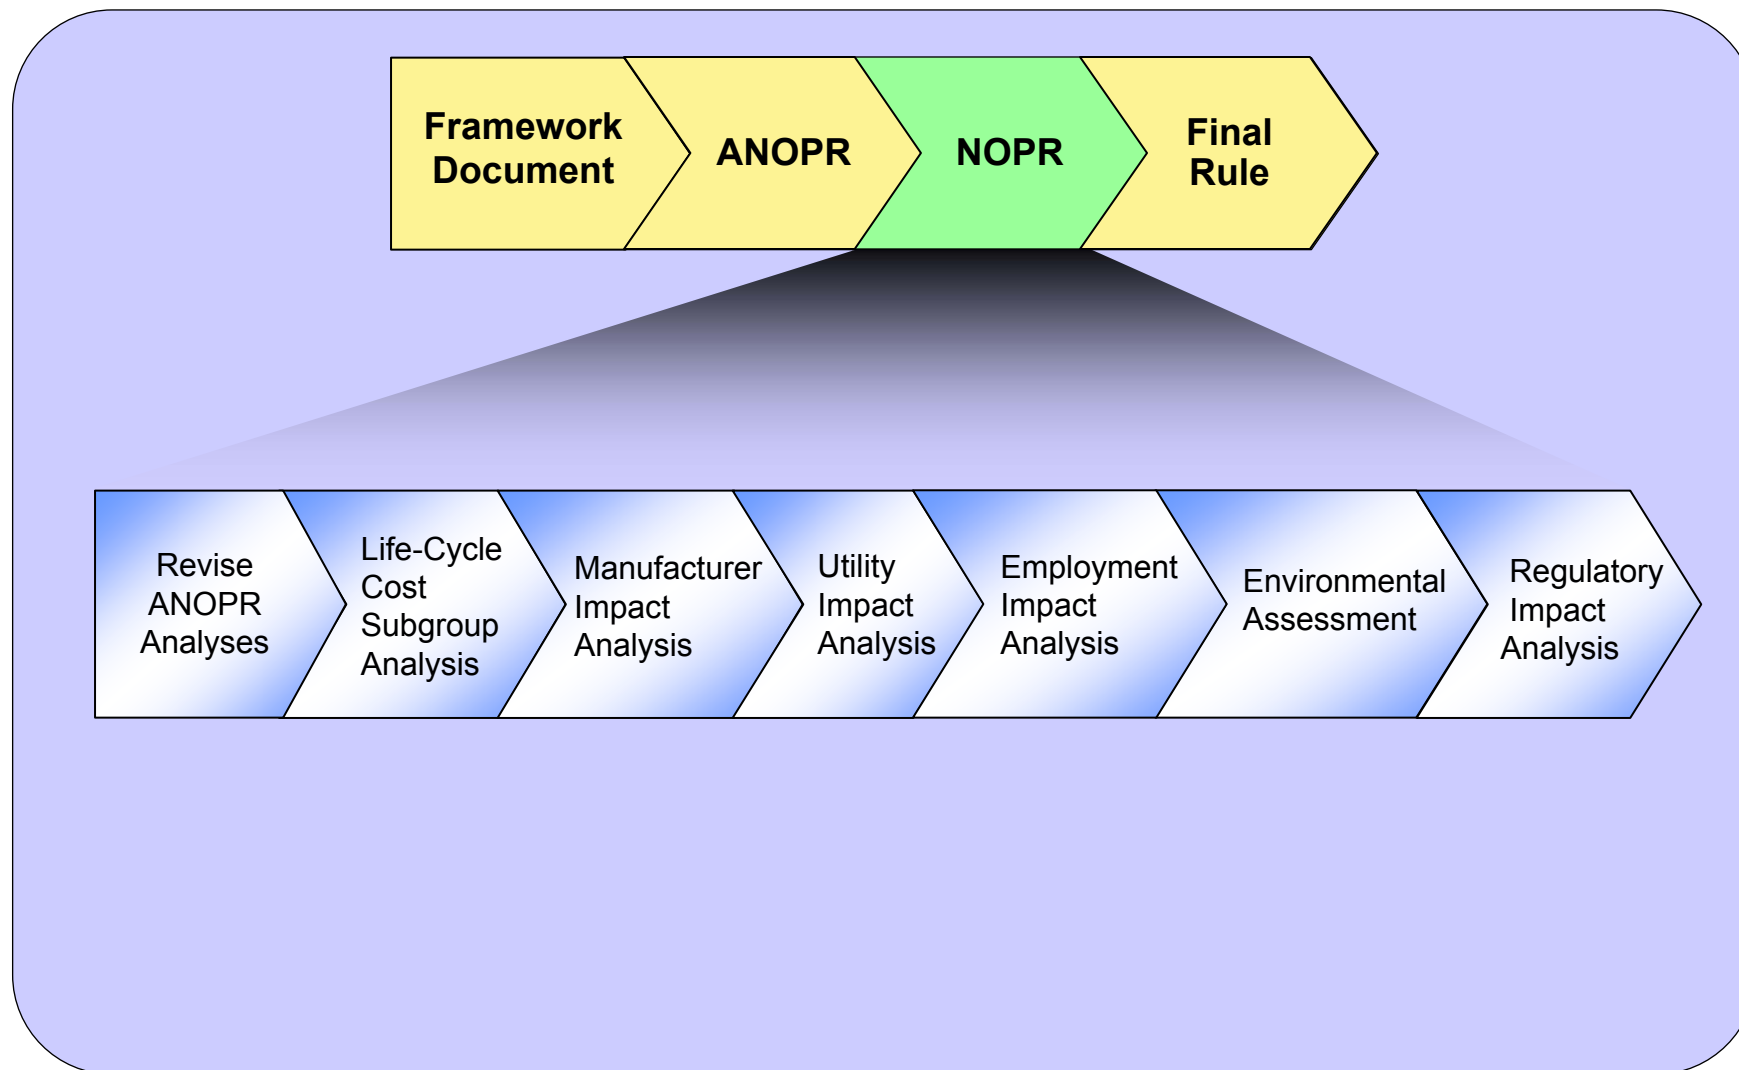 Framework
Document
ANOPR
NOPR
Final
Rule
Revise
ANOPR
Analyses
Life-Cycle
Cost
Subgroup
Analysis
Manufacturer
Impact
Analysis
Utility
Impact
Analysis
Employment
Impact
Analysis
Environmental
Assessment
Regulatory
Impact
Analysis